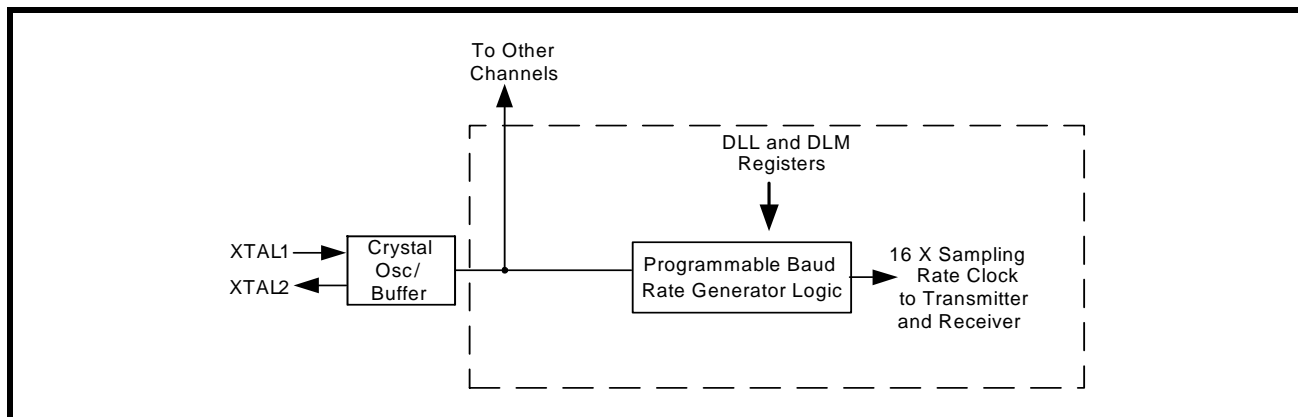 To Other
Channels
DLL and DLM
Registers
XTAL1
XTAL2
Crystal
Osc/
Buffer
Programmable Baud
Rate Generator Logic
16 X Sampling
Rate Clock
to Transmitter
and Receiver